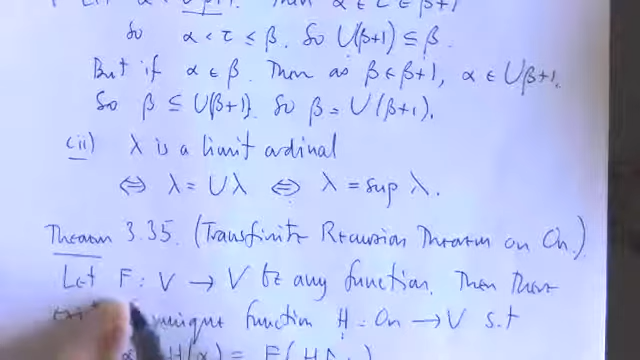 α < τ ≤ β. So ∪(β+1) ⊆ β.
But if α ∈ β. Then as β ∈ β+1, α ∈ ∪β+1.
So β ⊆ ∪(β+1). So β = ∪(β+1).
(ii) λ is a limit ordinal
⇔ λ = ∪λ ⇔ λ = sup λ.
Theorem 3.35. (Transfinite Recursion Theorem on On.)
Let F: V → V be any function. Then there
unique function H: On → V s.t